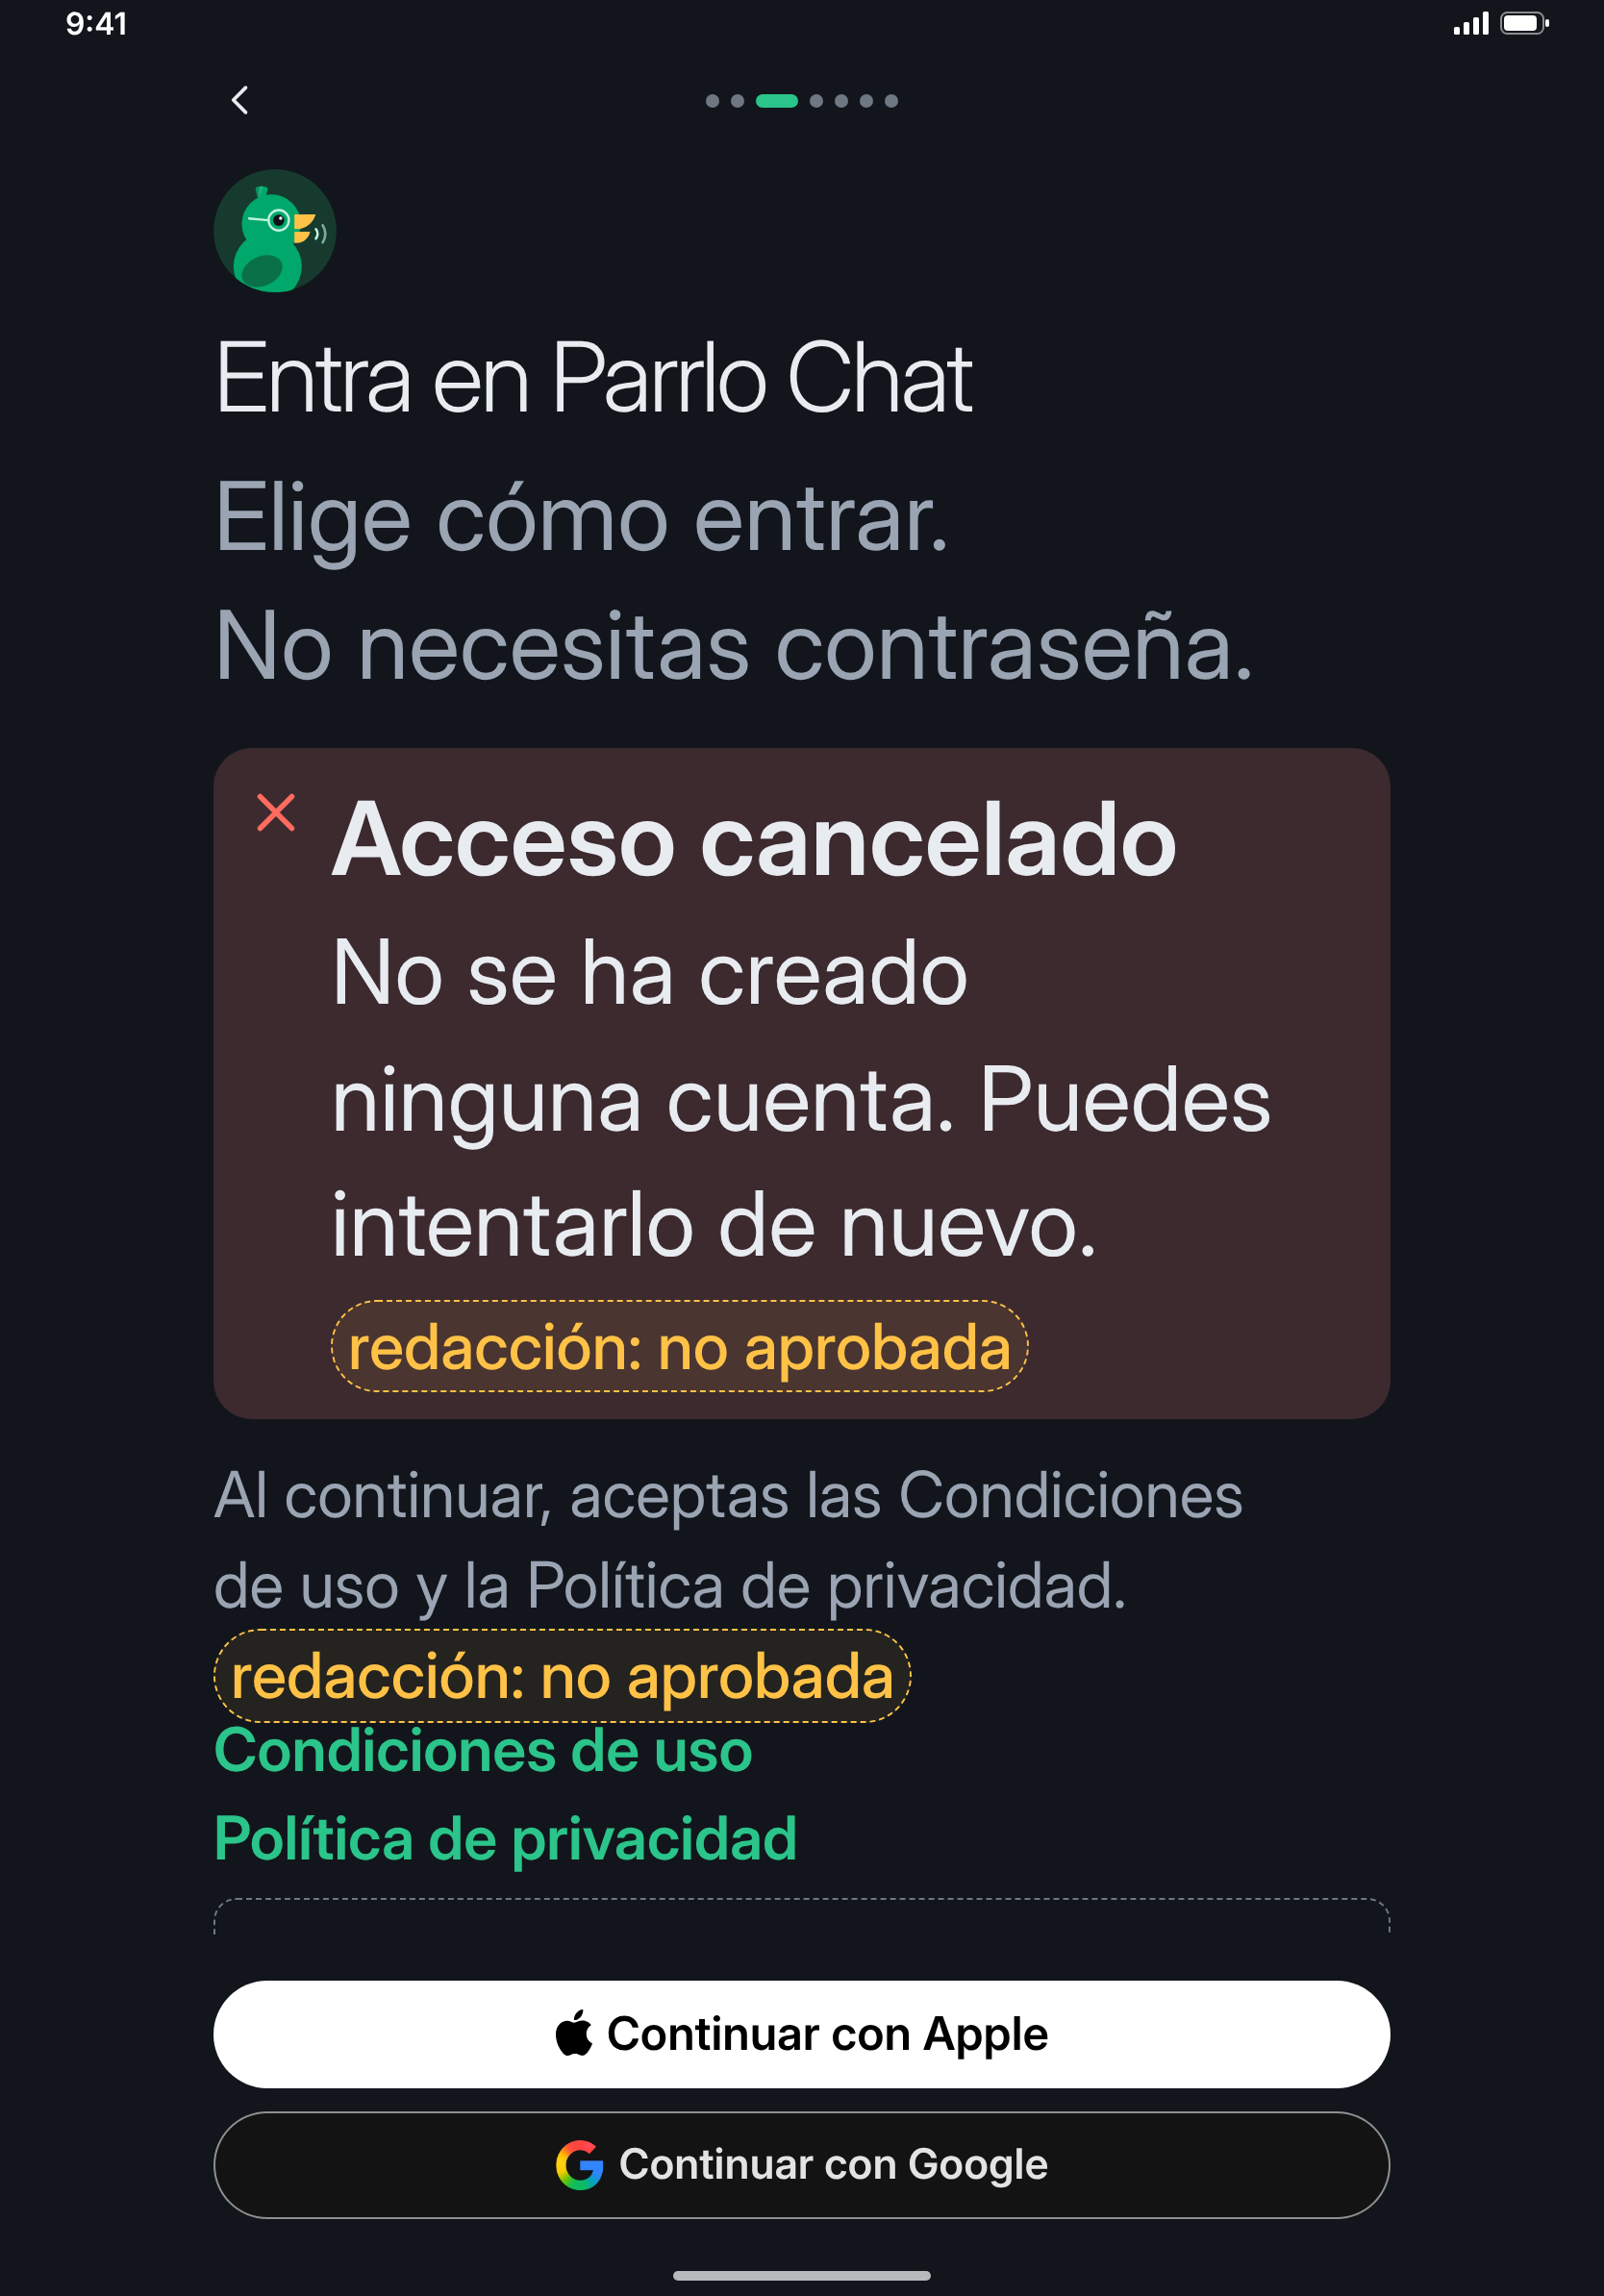 9:41
Entra en Parrlo Chat
Elige cómo entrar.
No necesitas contraseña.
Acceso cancelado
No se ha creado
ninguna cuenta. Puedes
intentarlo de nuevo.
redacción: no aprobada
Al continuar, aceptas las Condiciones
de uso y la Política de privacidad.
redacción: no aprobada
Condiciones de uso
Política de privacidad
Continuar con Apple
Continuar con Google